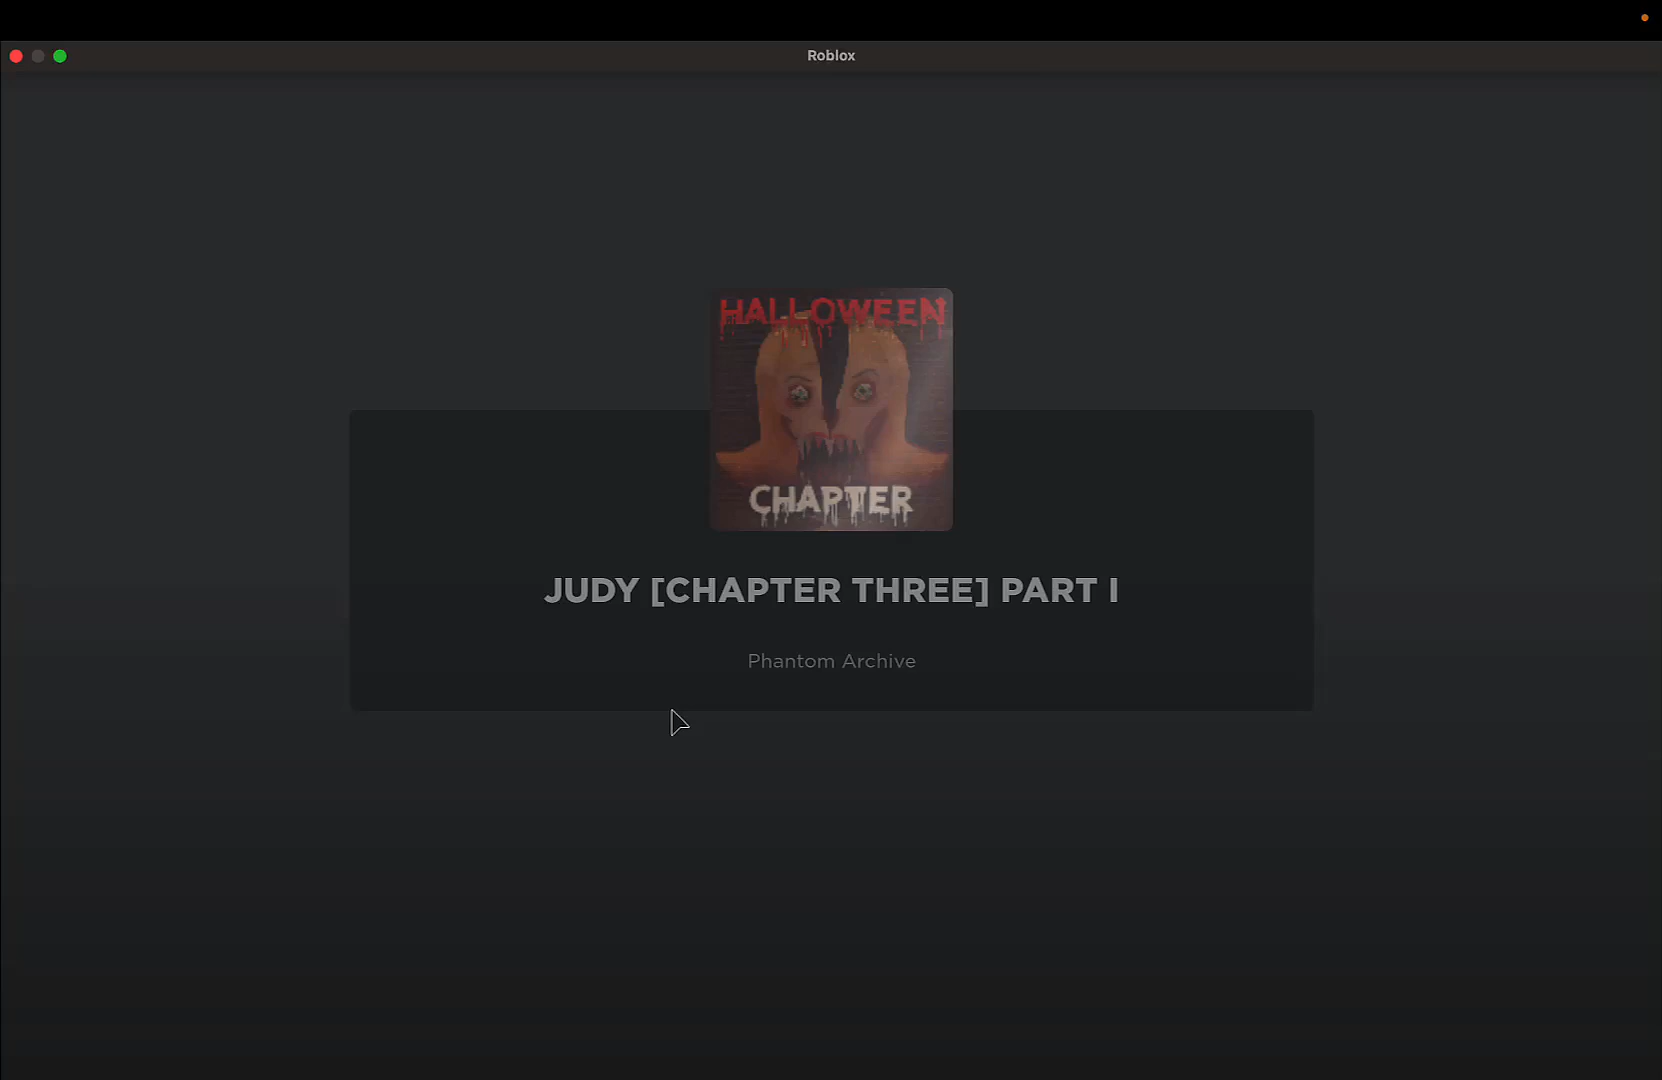 Roblox
HALLOWEEN
CHAPTER
JUDY [CHAPTER THREE] PART I
Phantom Archive